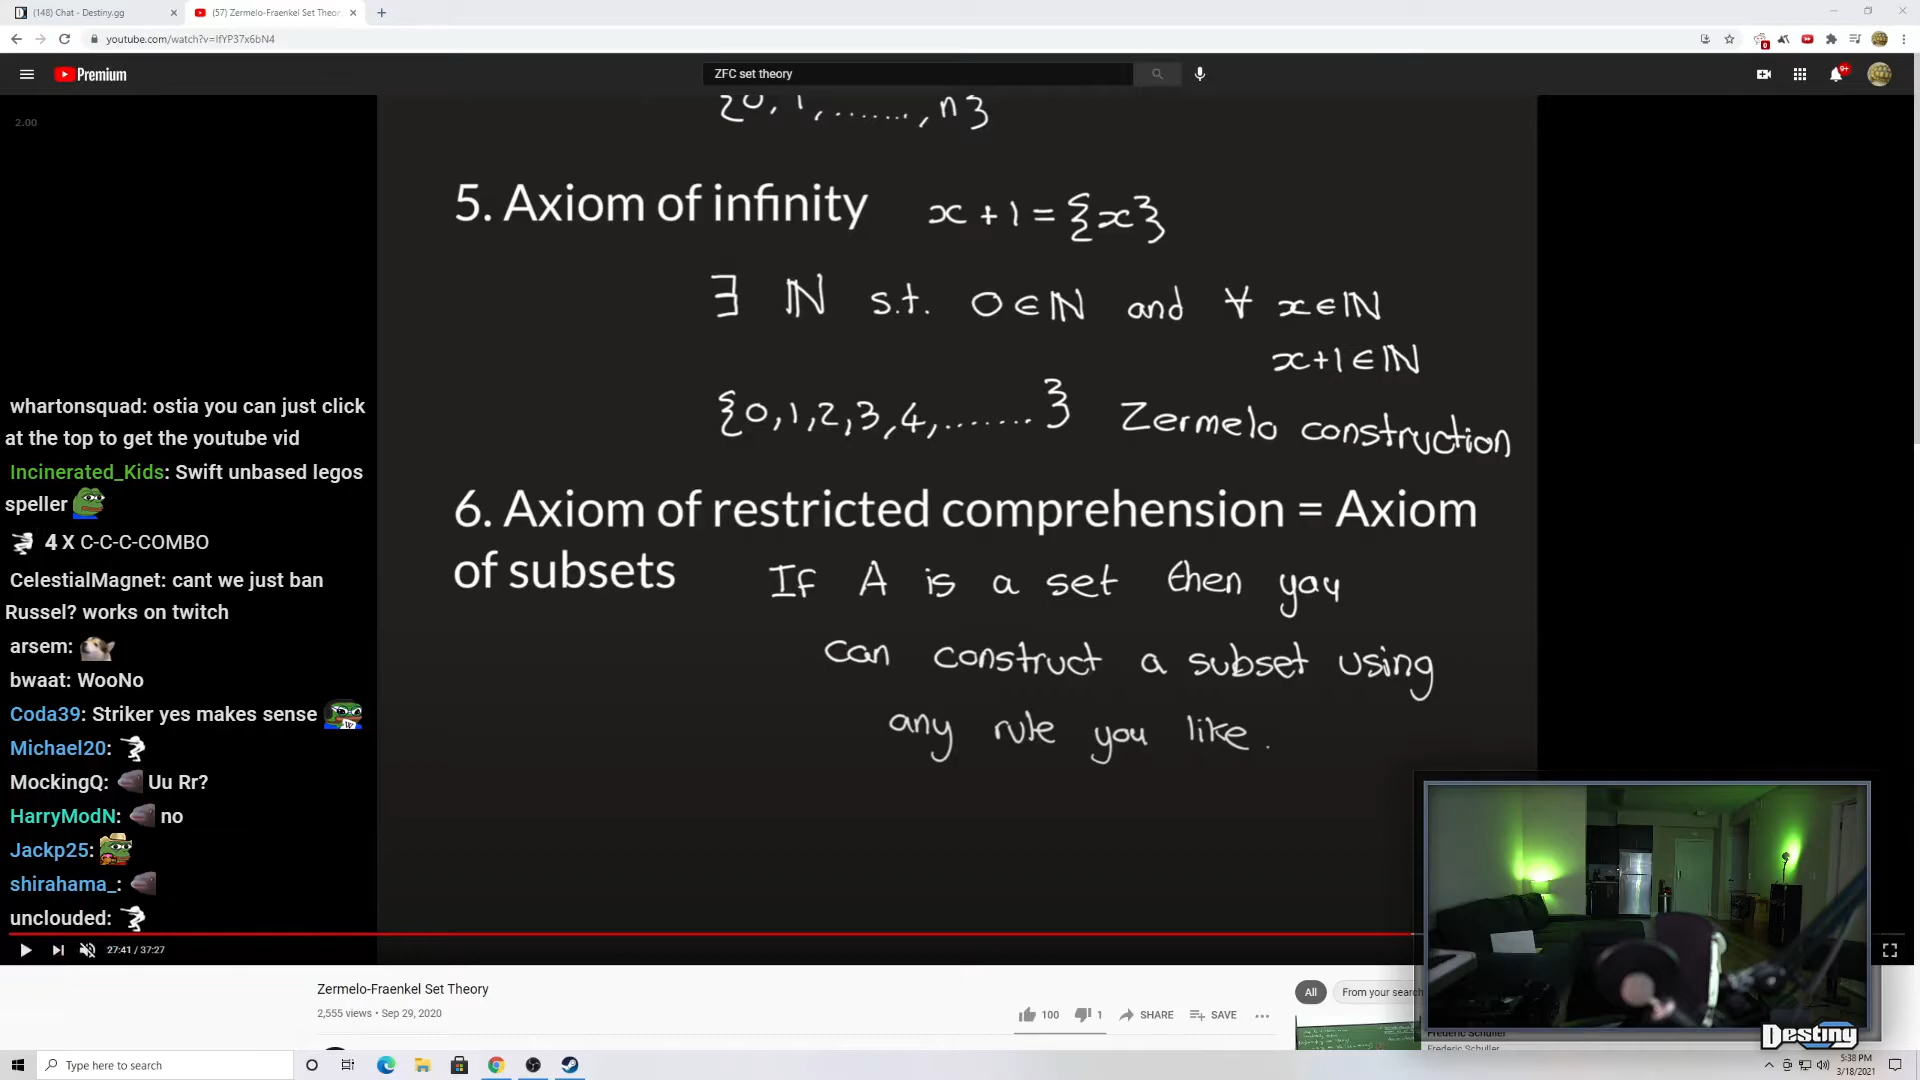 (148) Chat - Destiny.gg
(57) Zermelo-Fraenkel Set Theor
youtube.com/watch?v=IfYP37x6bN4
Premium
ZFC set theory
9+
2.00
{0, 1, ......., n}
5. Axiom of infinity x + 1 = {x}
∃ ℕ s.t. 0 ∈ ℕ and ∀ x ∈ ℕ
x+1 ∈ ℕ
{0,1,2,3,4,.......} Zermelo construction
6. Axiom of restricted comprehension = Axiom
of subsets If A is a set then you
can construct a subset using
any rule you like.
whartonsquad: ostia you can just click
at the top to get the youtube vid
Incinerated_Kids: Swift unbased legos
speller
4 X C-C-C-COMBO
CelestialMagnet: cant we just ban
Russel? works on twitch
arsem:
bwaat: WooNo
Coda39: Striker yes makes sense
Michael20:
MockingQ: Uu Rr?
HarryModN: no
Jackp25:
shirahama_:
unclouded:
27:41 / 37:27
Zermelo-Fraenkel Set Theory
2,555 views • Sep 29, 2020
100 1 SHARE SAVE
All From your search
Frederic Schuller
Frederic Schuller
Destiny
Type here to search
5:38 PM
3/18/2021